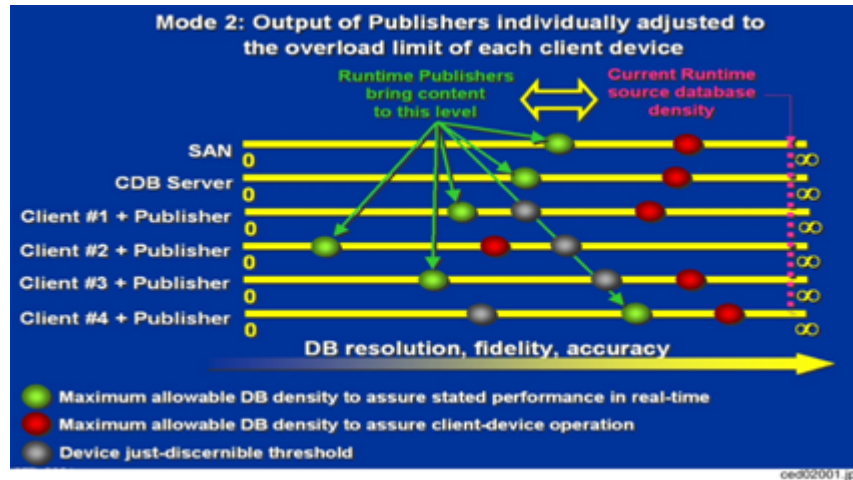 Mode 2: Output of Publishers individually adjusted to
the overload limit of each client device
Runtime Publishers
bring content
to this level
Current Runtime
source database
density
SAN
0
∞
CDB Server
0
∞
Client #1 + Publisher
0
∞
Client #2 + Publisher
0
∞
Client #3 + Publisher
0
∞
Client #4 + Publisher
0
∞
DB resolution, fidelity, accuracy
Maximum allowable DB density to assure stated performance in real-time
Maximum allowable DB density to assure client-device operation
Device just-discernible threshold
ced02001.jp